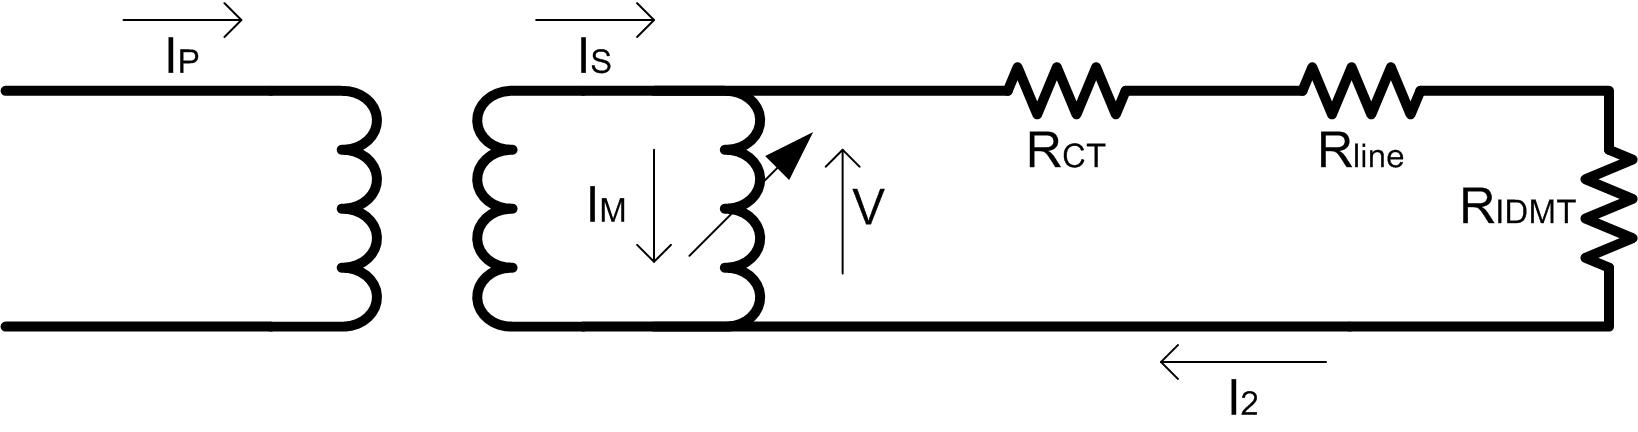 IP
IS
RCT
Rline
IM
V
RIDMT
I2